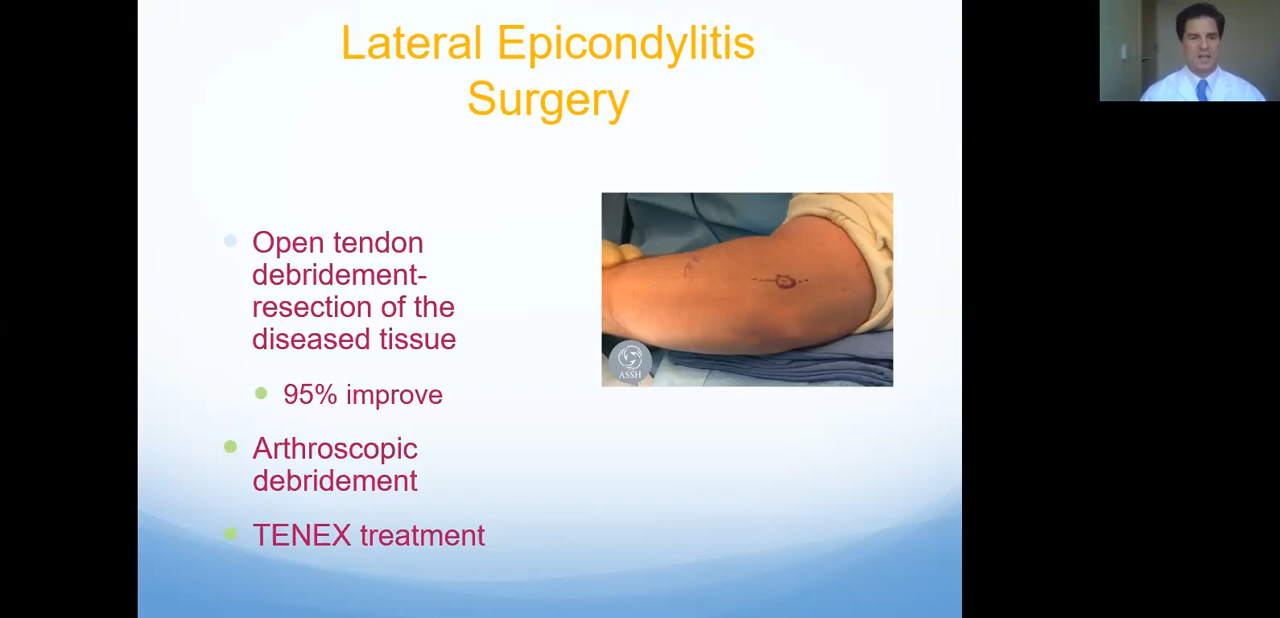 Lateral Epicondylitis
Surgery
Open tendon
debridement-
resection of the
diseased tissue
95% improve
Arthroscopic
debridement
TENEX treatment
ASSH